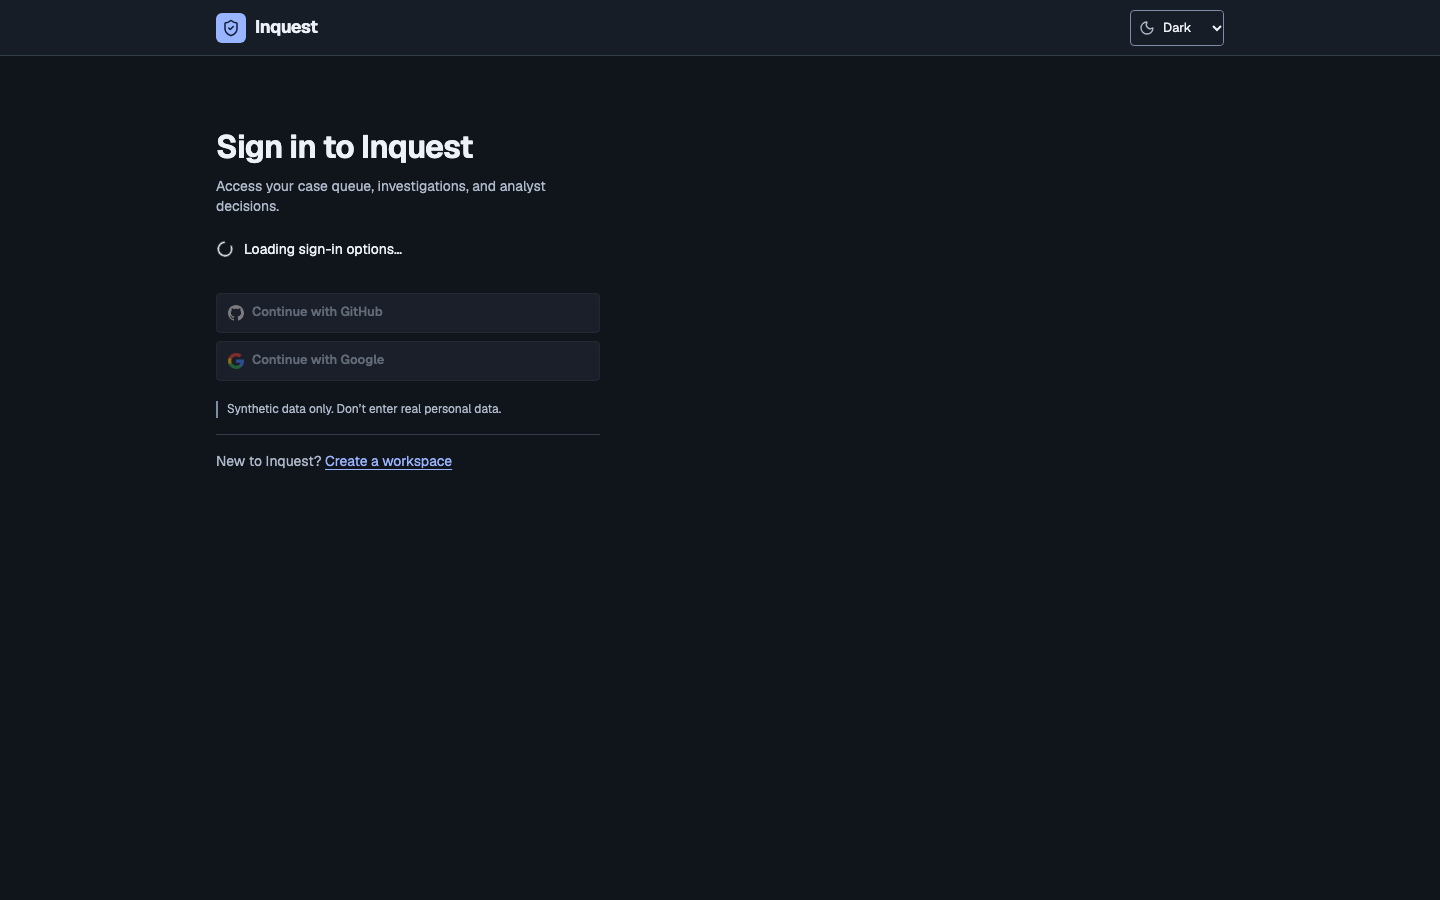 Inquest
Dark
Sign in to Inquest
Access your case queue, investigations, and analyst
decisions.
Loading sign-in options...
Continue with GitHub
Continue with Google
Synthetic data only. Don’t enter real personal data.
New to Inquest? Create a workspace